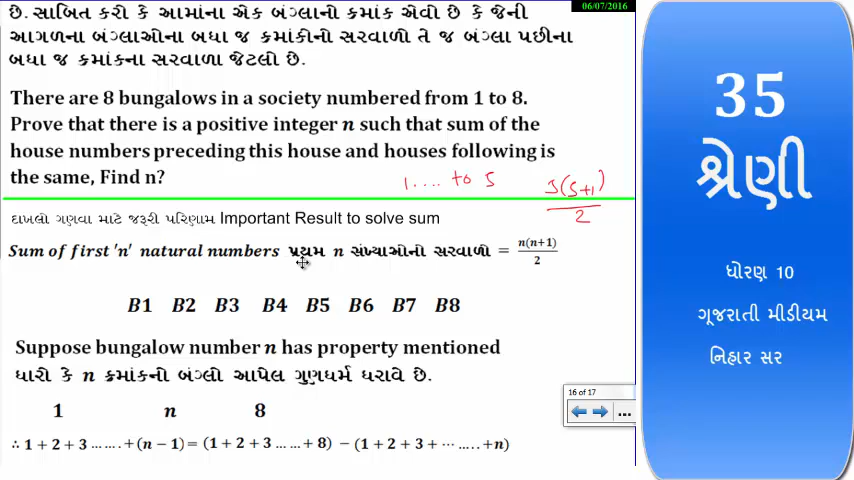 06/07/2016
છે. સાબિત કરો કે આમાંના એક બંગ્લાનો ક્રમાંક એવો છે કે જેની
આગળના બંગ્લાઓના બધા જ ક્રમાંકોનો સરવાળો તે જ બંગ્લા પછીના
બધા જ ક્રમાંકના સરવાળા જેટલો છે.
There are 8 bungalows in a society numbered from 1 to 8.
Prove that there is a positive integer n such that sum of the
house numbers preceding this house and houses following is
the same, Find n?
1.... to 5
5(5+1)
2
દાખલો ગણવા માટે જરૂરી પરિણામ Important Result to solve sum
Sum of first 'n' natural numbers પ્રથમ n સંખ્યાઓનો સરવાળો = n(n+1)/2
B1 B2 B3 B4 B5 B6 B7 B8
Suppose bungalow number n has property mentioned
ધારો કે n ક્રમાંકનો બંગ્લો આપેલ ગુણધર્મ ધરાવે છે.
1 n 8
∴ 1 + 2 + 3 ... ... . +(n − 1) = (1 + 2 + 3 ... ... + 8) − (1 + 2 + 3 + ⋯ ... .. +n)
16 of 17
...
35
શ્રેણી
ધોરણ 10
ગુજરાતી મીડીયમ
નિહાર સર